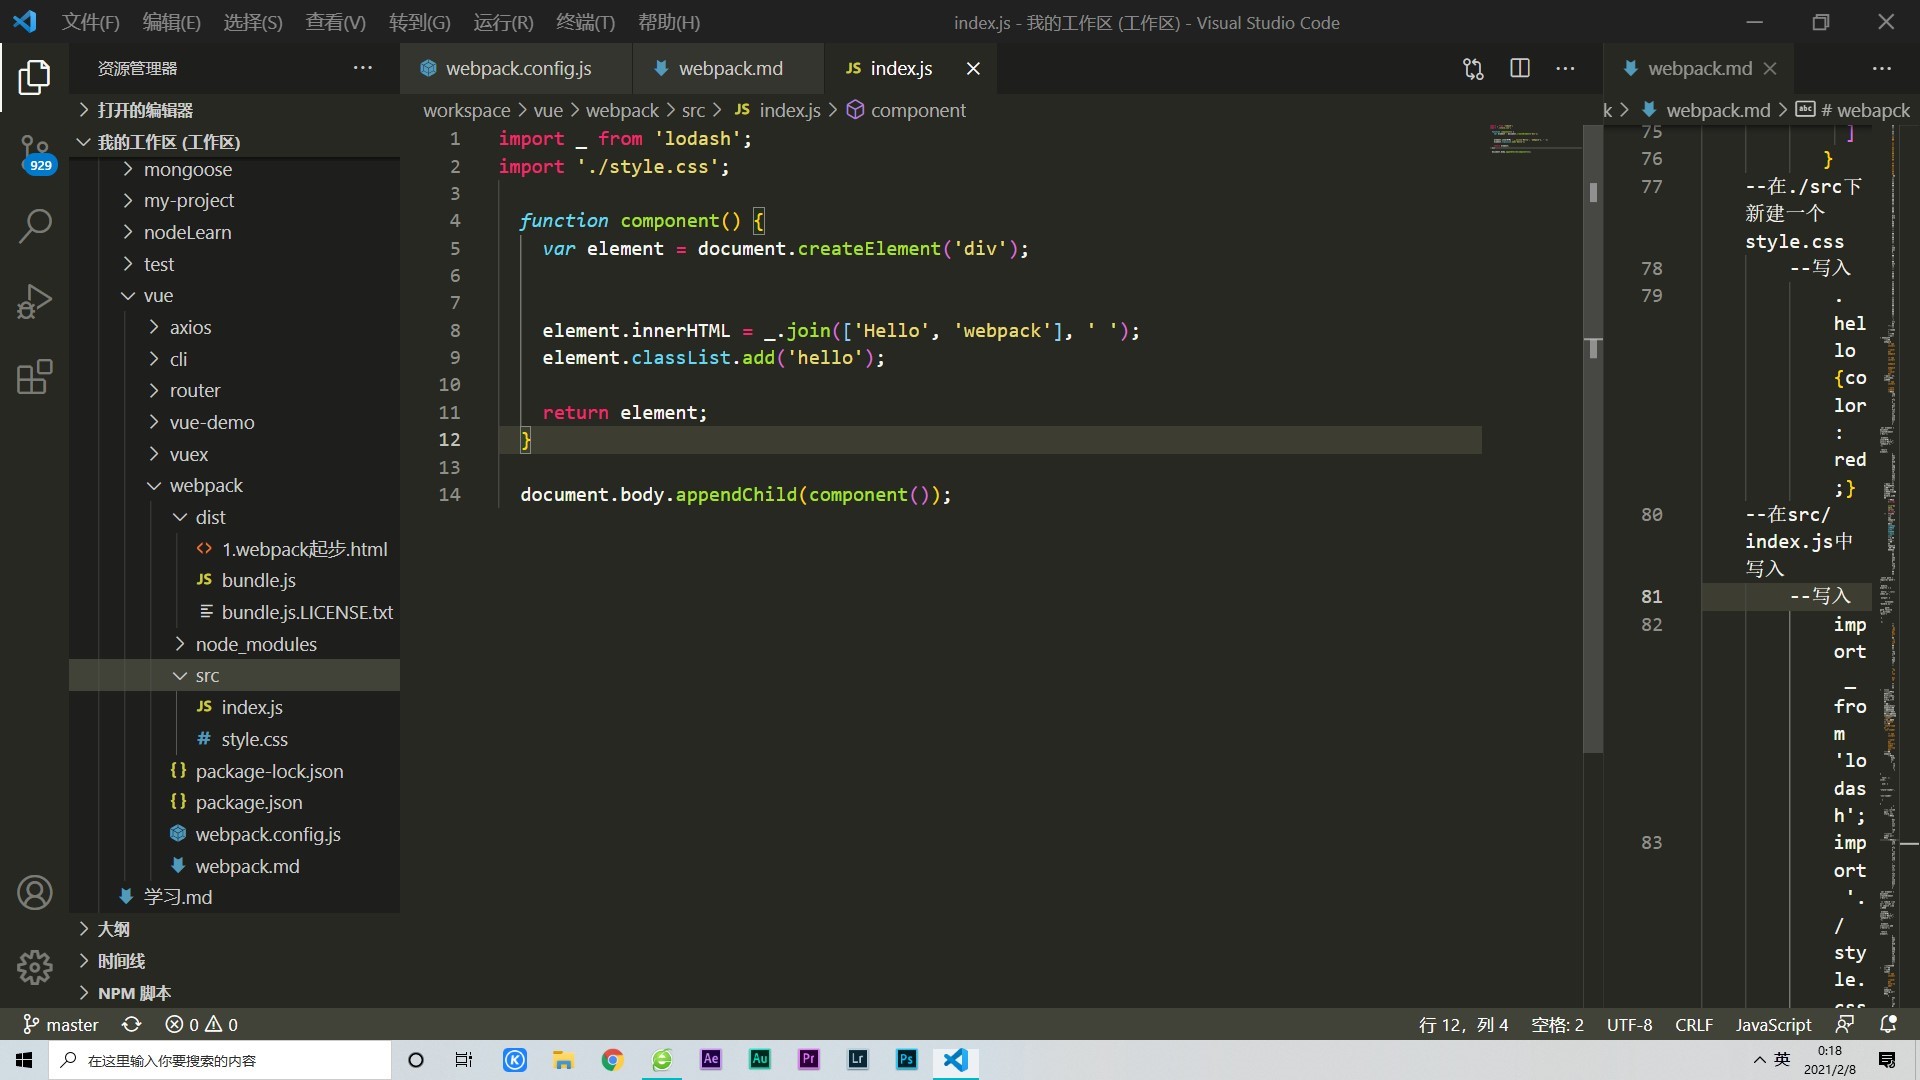 文件(F) 编辑(E) 选择(S) 查看(V) 转到(G) 运行(R) 终端(T) 帮助(H) index.js - 我的工作区 (工作区) - Visual Studio Code
资源管理器
webpack.config.js webpack.md JS index.js
webpack.md
打开的编辑器
workspace > vue > webpack > src > JS index.js > component
k > webpack.md > # webapck
我的工作区 (工作区)
929
mongoose
my-project
nodeLearn
test
vue
axios
cli
router
vue-demo
vuex
webpack
dist
1.webpack起步.html
JS bundle.js
bundle.js.LICENSE.txt
node_modules
src
JS index.js
# style.css
{} package-lock.json
{} package.json
webpack.config.js
webpack.md
学习.md
大纲
时间线
NPM 脚本
1 import _ from 'lodash';
2 import './style.css';
3
4 function component() {
5 var element = document.createElement('div');
6
7
8 element.innerHTML = _.join(['Hello', 'webpack'], ' ');
9 element.classList.add('hello');
10
11 return element;
12 }
13
14 document.body.appendChild(component());
75 ]
76 }
77 --在./src下
新建一个
style.css
78 --写入
79 .
hel
lo
{co
lor
:
red
;}
80 --在src/
index.js中
写入
81 --写入
82 imp
ort
_
fro
m
'lo
das
h';
83 imp
ort
'.
/
sty
le.
css
master 0 0 行 12，列 4 空格: 2 UTF-8 CRLF JavaScript
在这里输入你要搜索的内容
K Ae Au Pr Lr Ps
英 0:18
2021/2/8